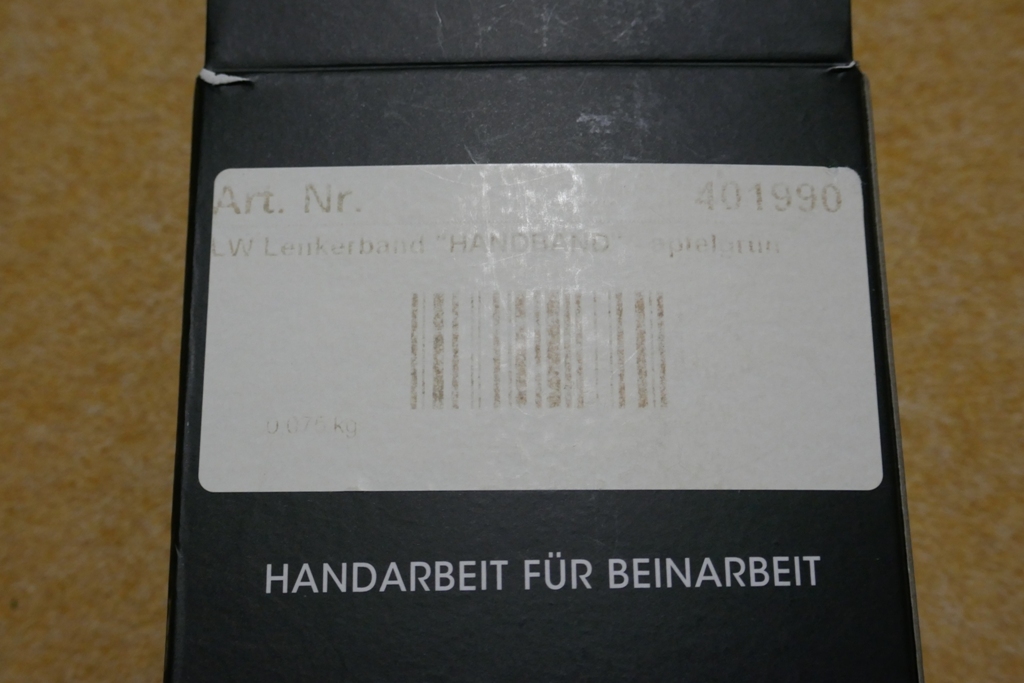 Art. Nr. 401990
LW Lenkerband "HANDBAND"
0,075 kg
HANDARBEIT FÜR BEINARBEIT